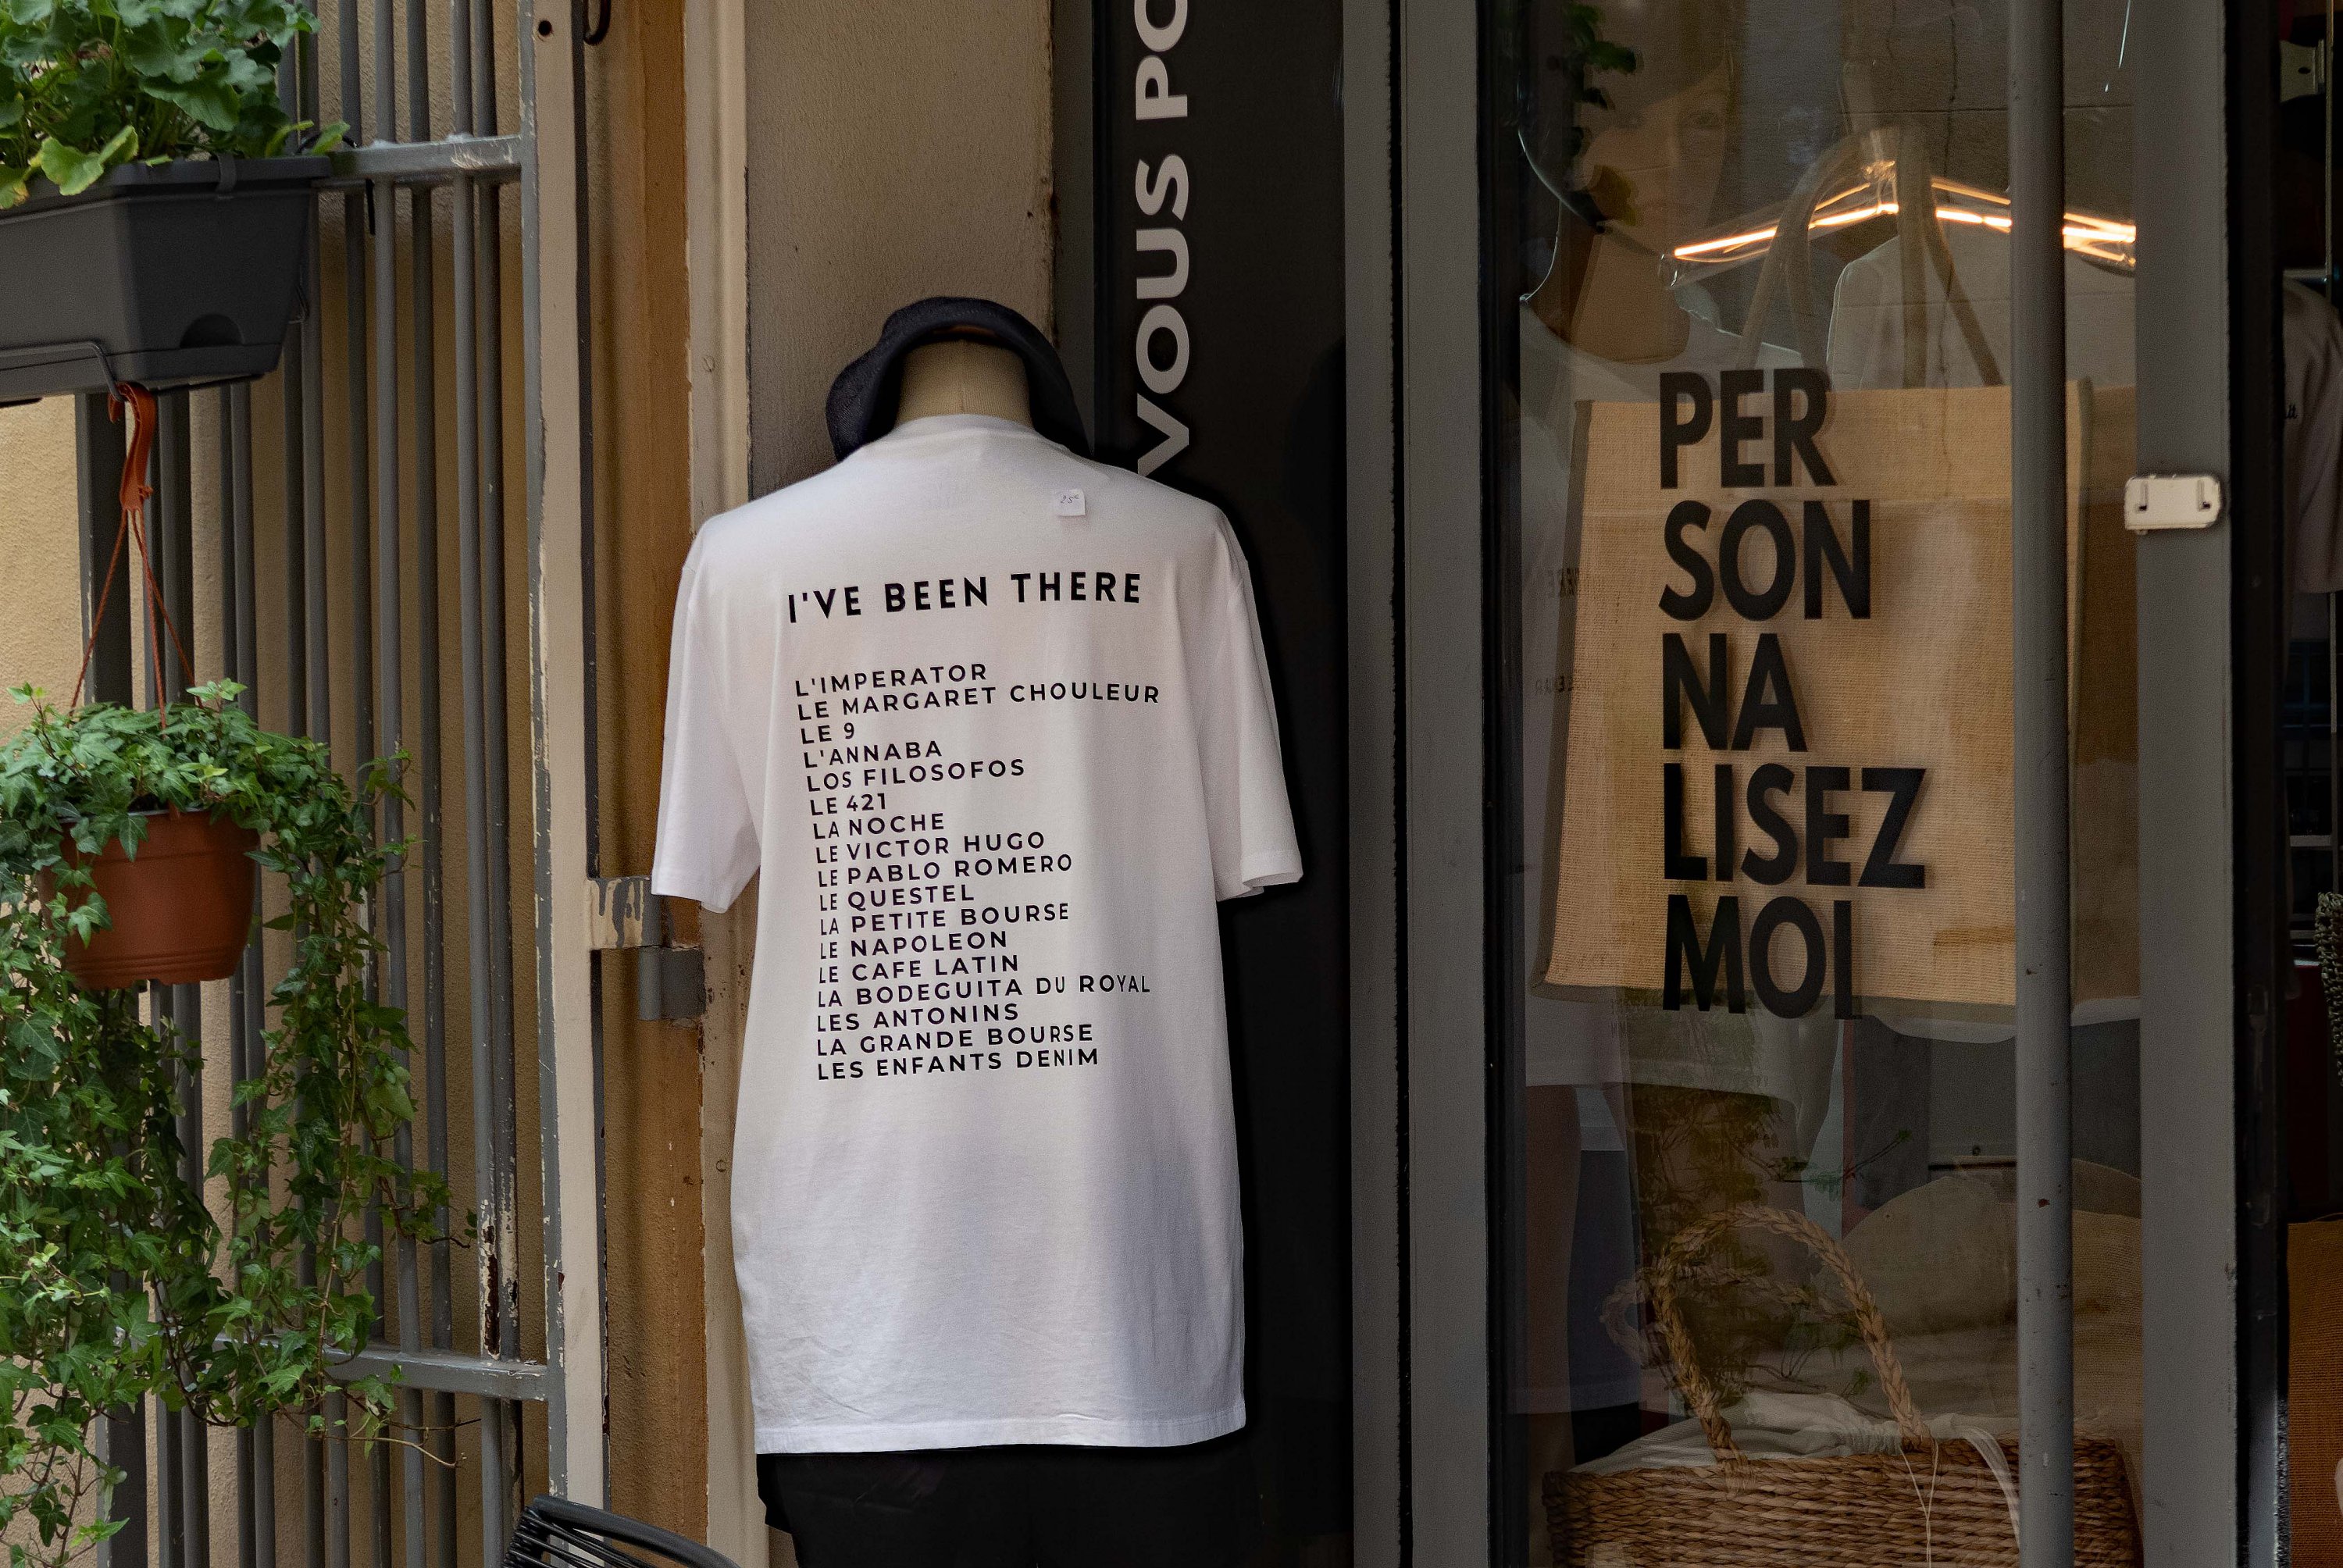 VOUS PO
25€
I'VE BEEN THERE
L'IMPERATOR
LE MARGARET CHOULEUR
LE 9
L'ANNABA
LOS FILOSOFOS
LE 421
LA NOCHE
LE VICTOR HUGO
LE PABLO ROMERO
LE QUESTEL
LA PETITE BOURSE
LE NAPOLEON
LE CAFE LATIN
LA BODEGUITA DU ROYAL
LES ANTONINS
LA GRANDE BOURSE
LES ENFANTS DENIM
PER
SON
NA
LISEZ
MOI